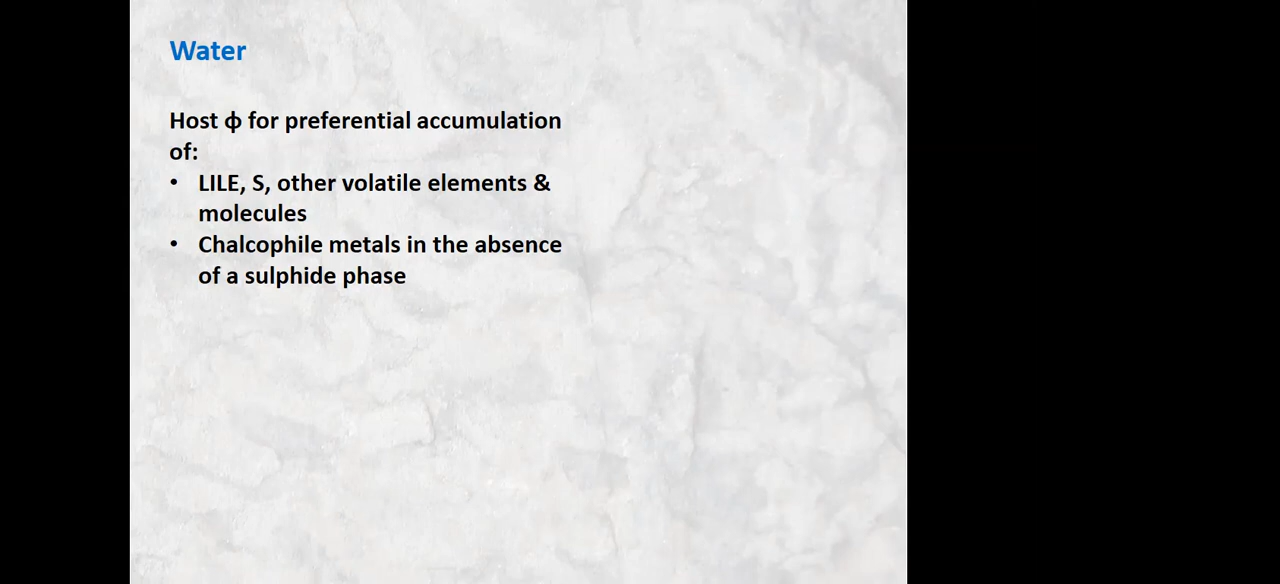 Water
Host ф for preferential accumulation
of:
• LILE, S, other volatile elements &
molecules
• Chalcophile metals in the absence
of a sulphide phase